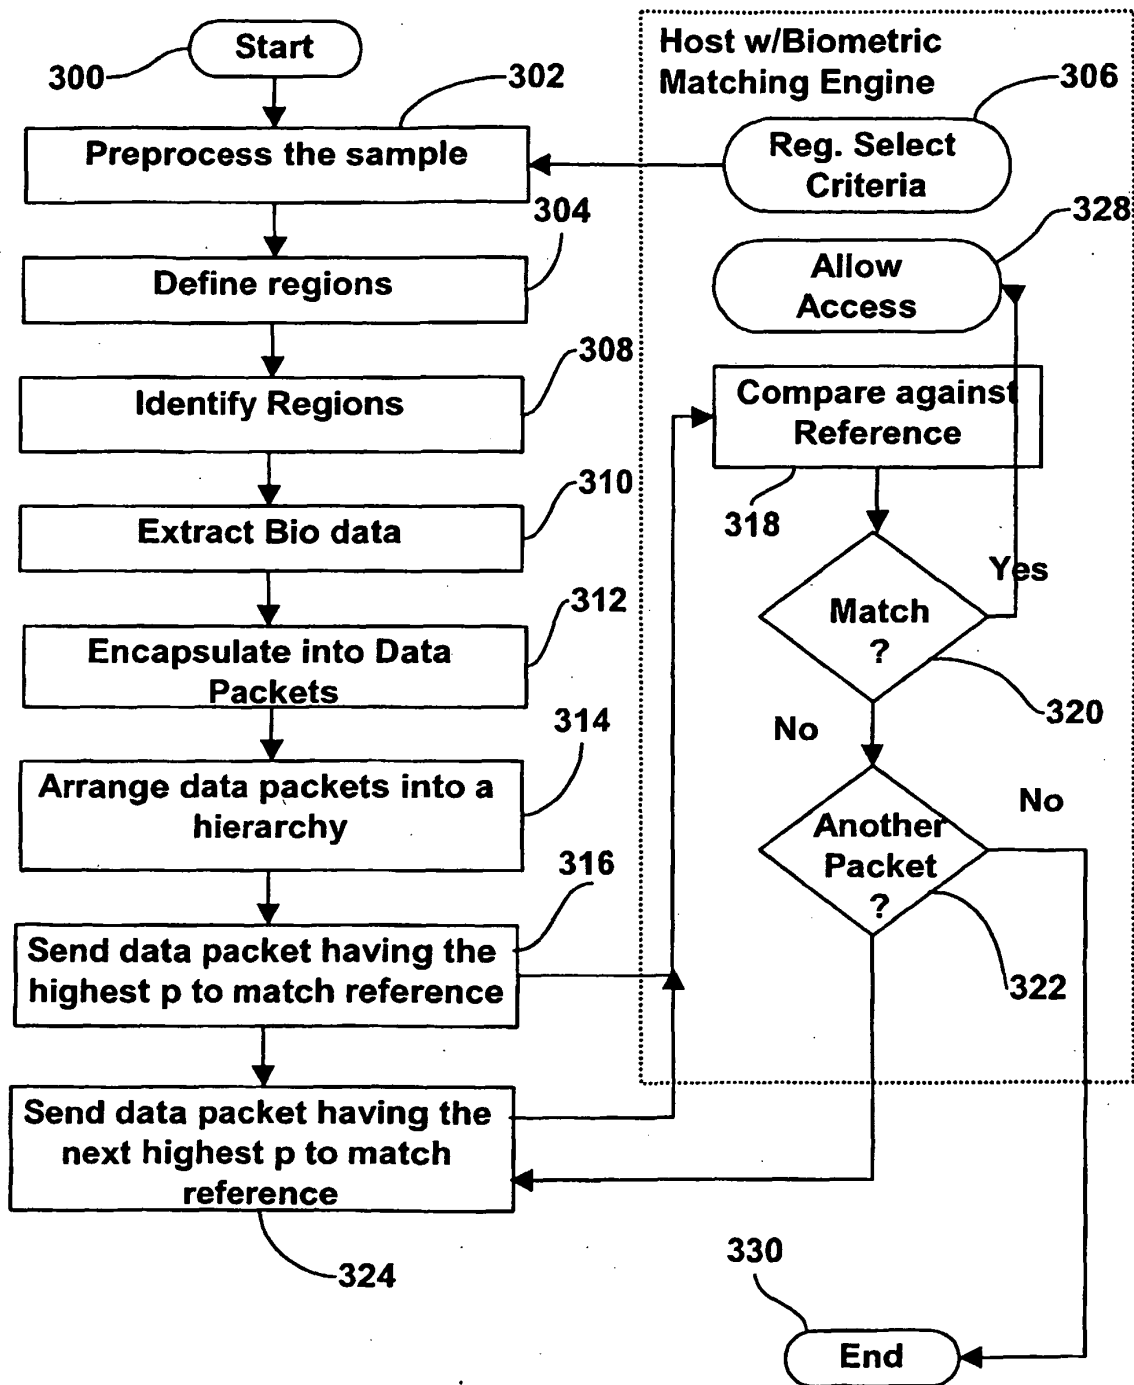 Start
300
302
Preprocess the sample
304
Define regions
308
Identify Regions
310
Extract Bio data
312
Encapsulate into Data
Packets
314
Arrange data packets into a
hierarchy
316
Send data packet having the
highest p to match reference
Send data packet having the
next highest p to match
reference
324
Host w/Biometric
Matching Engine
306
Reg. Select
Criteria
328
Allow
Access
Compare against
Reference
318
Yes
Match
?
320
No
No
Another
Packet
?
322
330
End